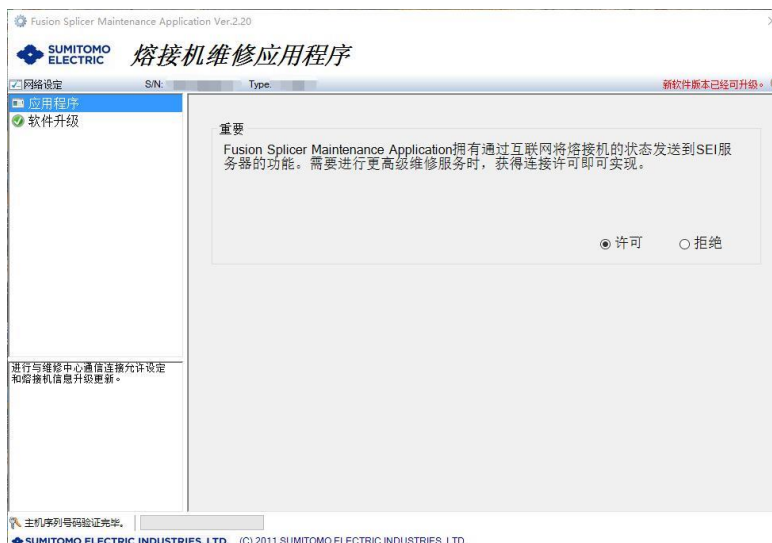 Fusion Splicer Maintenance Application Ver.2.20
SUMITOMO
ELECTRIC
熔接机维修应用程序
网络设定 S/N: Type: 新软件版本已经可升级。
应用程序
软件升级
重要
Fusion Splicer Maintenance Application拥有通过互联网将熔接机的状态发送到SEI服
务器的功能。需要进行更高级维修服务时，获得连接许可即可实现。
许可 拒绝
进行与维修中心通信连接允许设定
和熔接机信息升级更新。
主机序列号码验证完毕。
SUMITOMO ELECTRIC INDUSTRIES, LTD. (C) 2011 SUMITOMO ELECTRIC INDUSTRIES, LTD